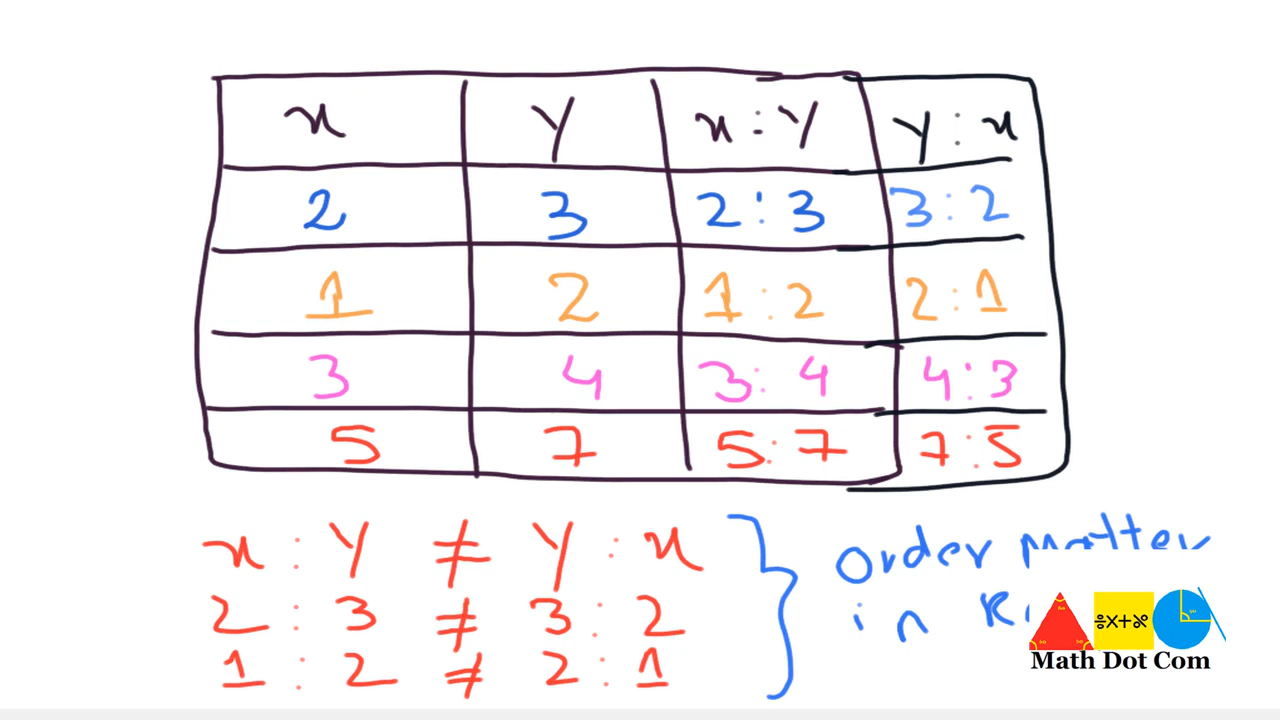 x Y x : Y Y : x
2 3 2 : 3 3 : 2
1 2 1 : 2 2 : 1
3 4 3 : 4 4 : 3
5 7 5 : 7 7 : 5
x : Y ≠ Y : x
2 : 3 ≠ 3 : 2
1 : 2 ≠ 2 : 1
order matter
in
÷X+%
Math Dot Com